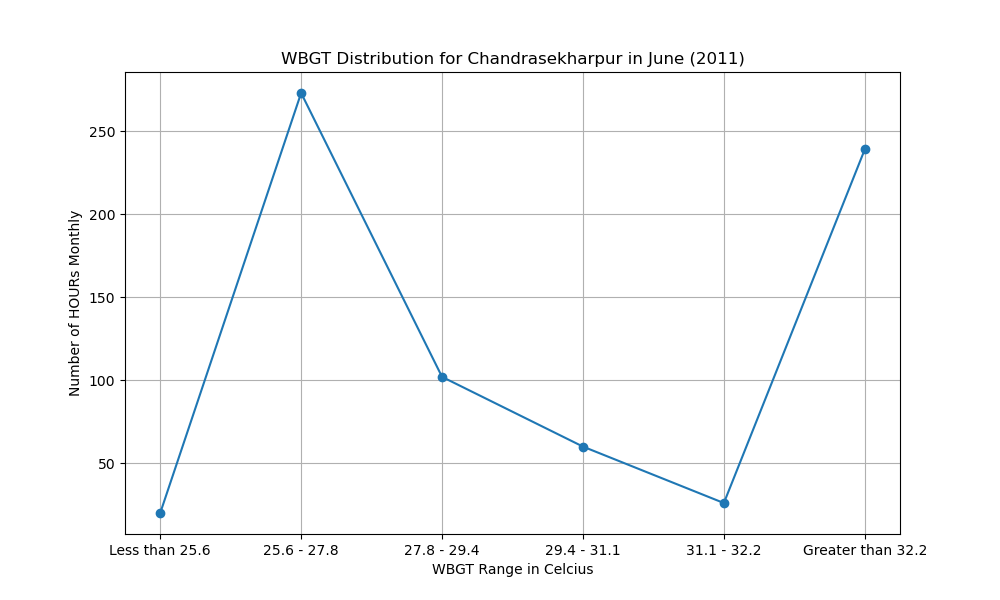 WBGT Distribution for Chandrasekharpur in June (2011)
Number of HOURs Monthly
250
200
150
100
50
Less than 25.6
25.6 - 27.8
27.8 - 29.4
29.4 - 31.1
31.1 - 32.2
Greater than 32.2
WBGT Range in Celcius